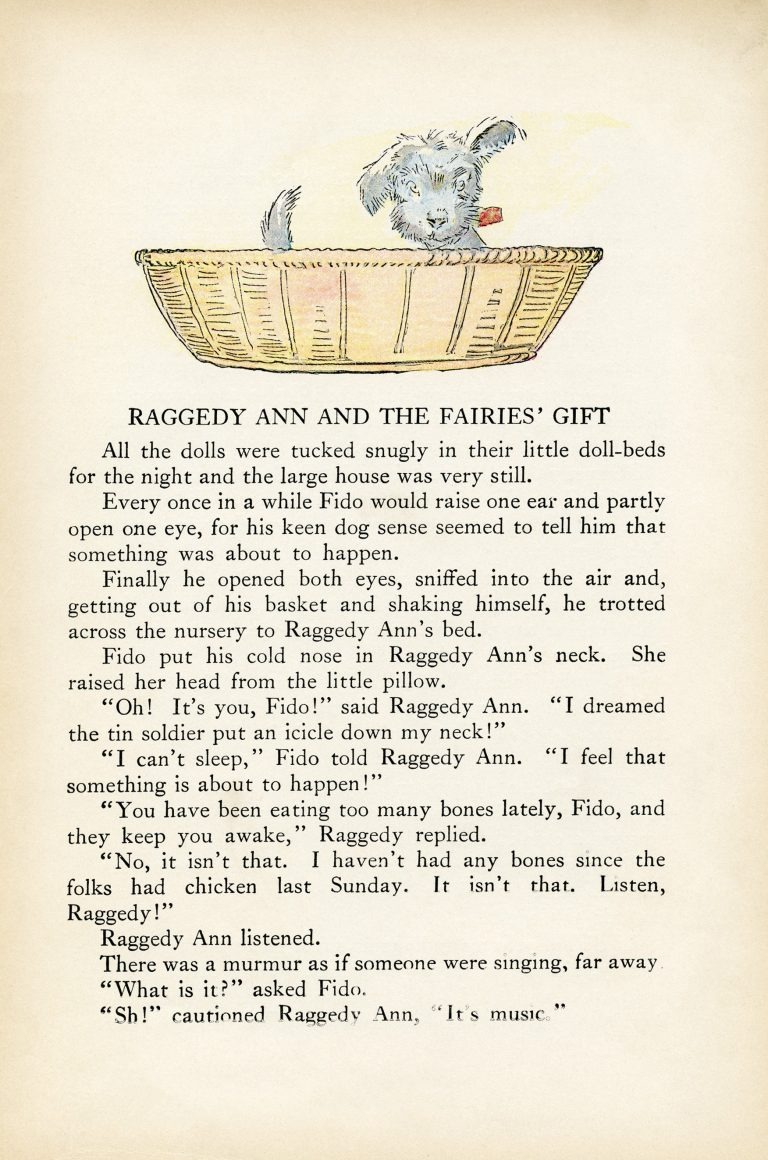 RAGGEDY ANN AND THE FAIRIES' GIFT
All the dolls were tucked snugly in their little doll-beds
for the night and the large house was very still.
Every once in a while Fido would raise one ear and partly
open one eye, for his keen dog sense seemed to tell him that
something was about to happen.
Finally he opened both eyes, sniffed into the air and,
getting out of his basket and shaking himself, he trotted
across the nursery to Raggedy Ann's bed.
Fido put his cold nose in Raggedy Ann's neck. She
raised her head from the little pillow.
"Oh! It's you, Fido!" said Raggedy Ann. "I dreamed
the tin soldier put an icicle down my neck!"
"I can't sleep," Fido told Raggedy Ann. "I feel that
something is about to happen!"
"You have been eating too many bones lately, Fido, and
they keep you awake," Raggedy replied.
"No, it isn't that. I haven't had any bones since the
folks had chicken last Sunday. It isn't that. Listen,
Raggedy!"
Raggedy Ann listened.
There was a murmur as if someone were singing, far away.
"What is it?" asked Fido.
"Sh!" cautioned Raggedy Ann, "It's music."